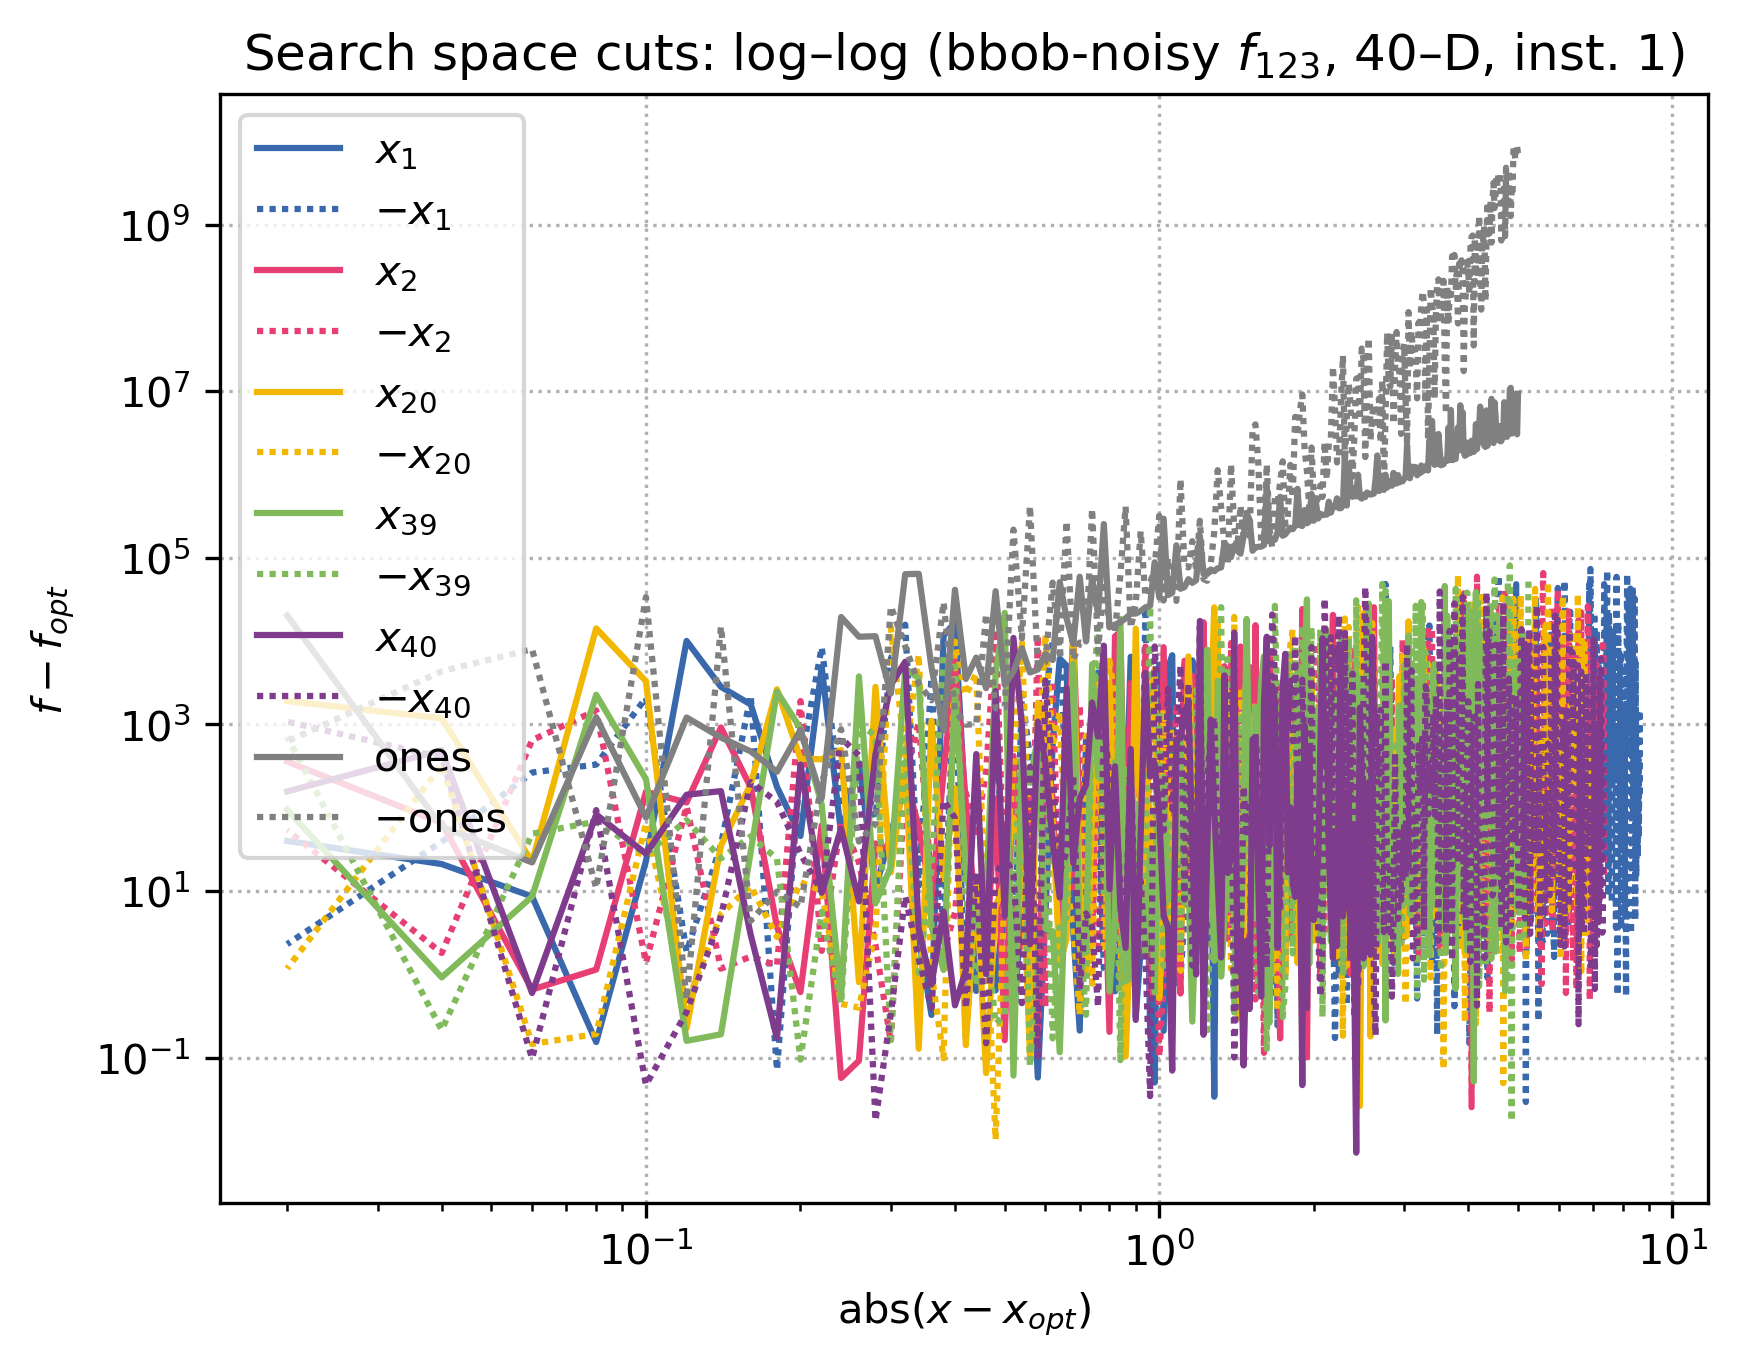 Search space cuts: log–log (bbob-noisy $f_{123}$, 40–D, inst. 1)
$x_1$
$-x_1$
$x_2$
$-x_2$
$x_{20}$
$-x_{20}$
$x_{39}$
$-x_{39}$
$x_{40}$
$-x_{40}$
ones
−ones
$10^9$
$10^7$
$10^5$
$10^3$
$10^1$
$10^{-1}$
$f - f_{opt}$
$10^{-1}$ $10^0$ $10^1$
abs($x - x_{opt}$)